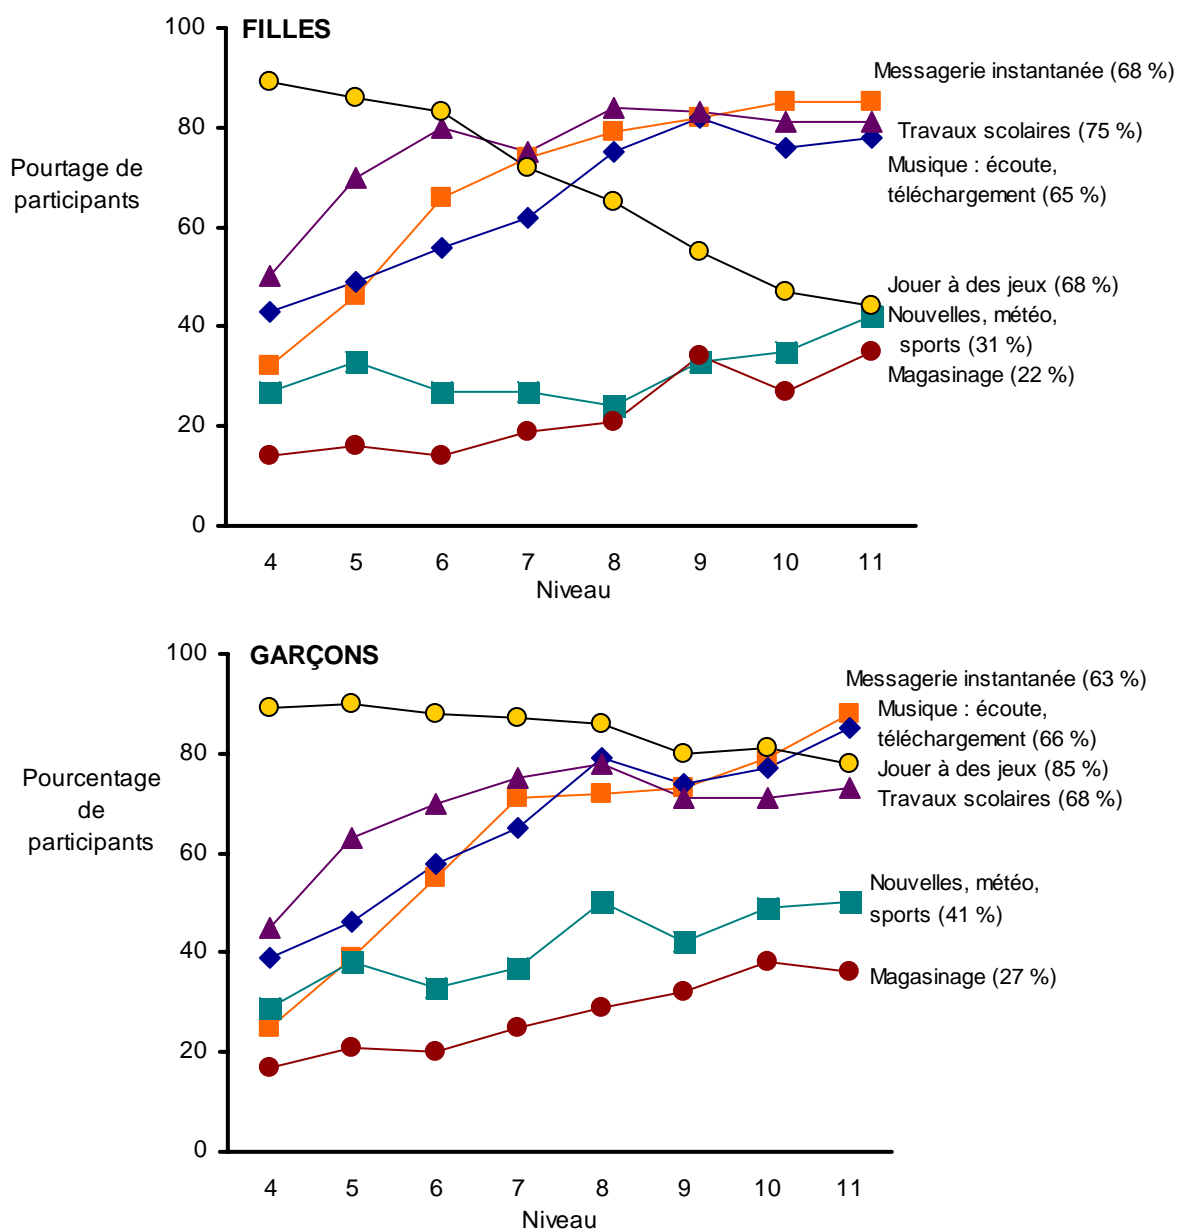 FILLES
100
80
60
40
20
0
Pourtage de
participants
4 5 6 7 8 9 10 11
Niveau
Messagerie instantanée (68 %)
Travaux scolaires (75 %)
Musique : écoute,
téléchargement (65 %)
Jouer à des jeux (68 %)
Nouvelles, météo,
sports (31 %)
Magasinage (22 %)
GARÇONS
100
80
60
40
20
0
Pourcentage
de
participants
4 5 6 7 8 9 10 11
Niveau
Messagerie instantanée (63 %)
Musique : écoute,
téléchargement (66 %)
Jouer à des jeux (85 %)
Travaux scolaires (68 %)
Nouvelles, météo,
sports (41 %)
Magasinage (27 %)